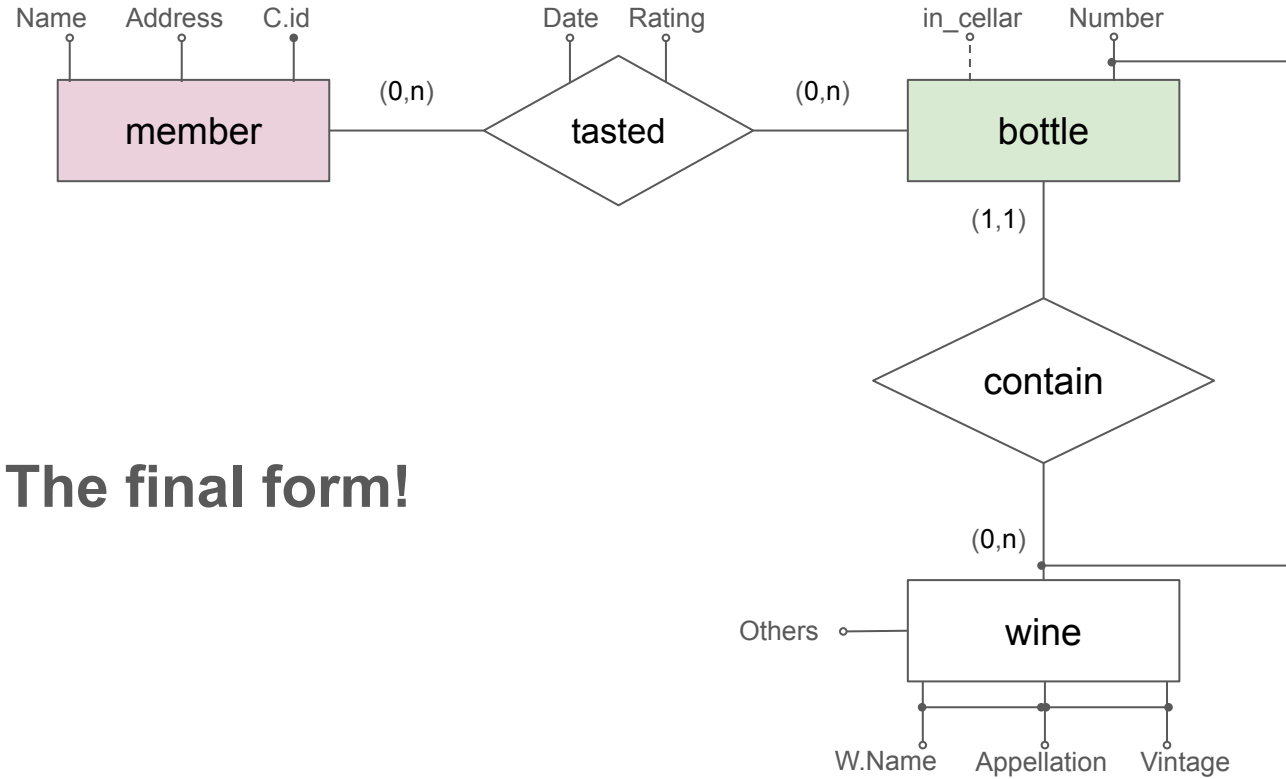 Name Address C.id Date Rating in_cellar Number
(0,n) (0,n)
member tasted bottle
(1,1)
contain
The final form!
(0,n)
Others wine
W.Name Appellation Vintage